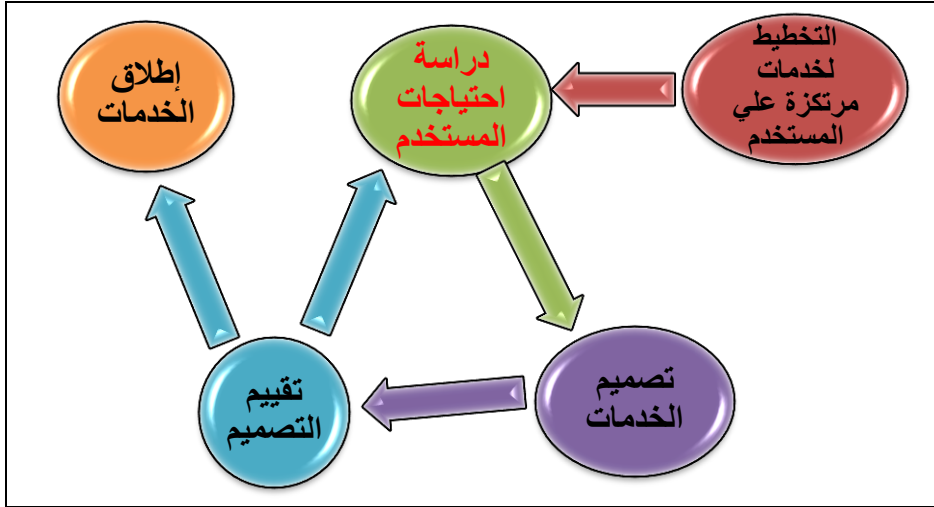 التخطيط
لخدمات
مرتكزة علي
المستخدم
دراسة
احتياجات
المستخدم
إطلاق
الخدمات
تصميم
الخدمات
تقييم
التصميم